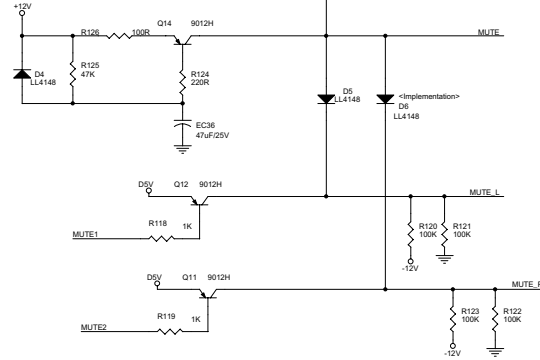 +12V
Q14 9012H
R126 100R MUTE
D4
LL4148
R125
47K
R124
220R
D5
LL4148
<Implementation>
D6
LL4148
EC36
47uF/25V
D5V Q12 9012H
MUTE_L
R118 1K
MUTE1
R120
100K
R121
100K
-12V
D5V Q11 9012H
MUTE_R
R119 1K
MUTE2
R123
100K
R122
100K
-12V